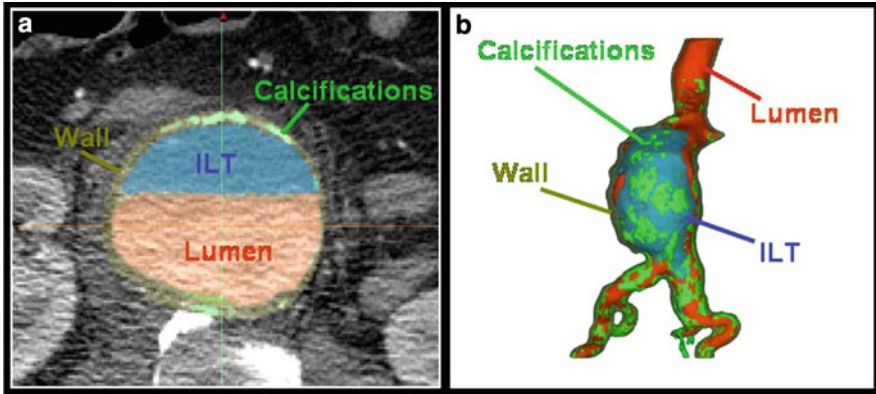 a
Calcifications
Wall
ILT
Lumen
b
Calcifications
Lumen
Wall
ILT